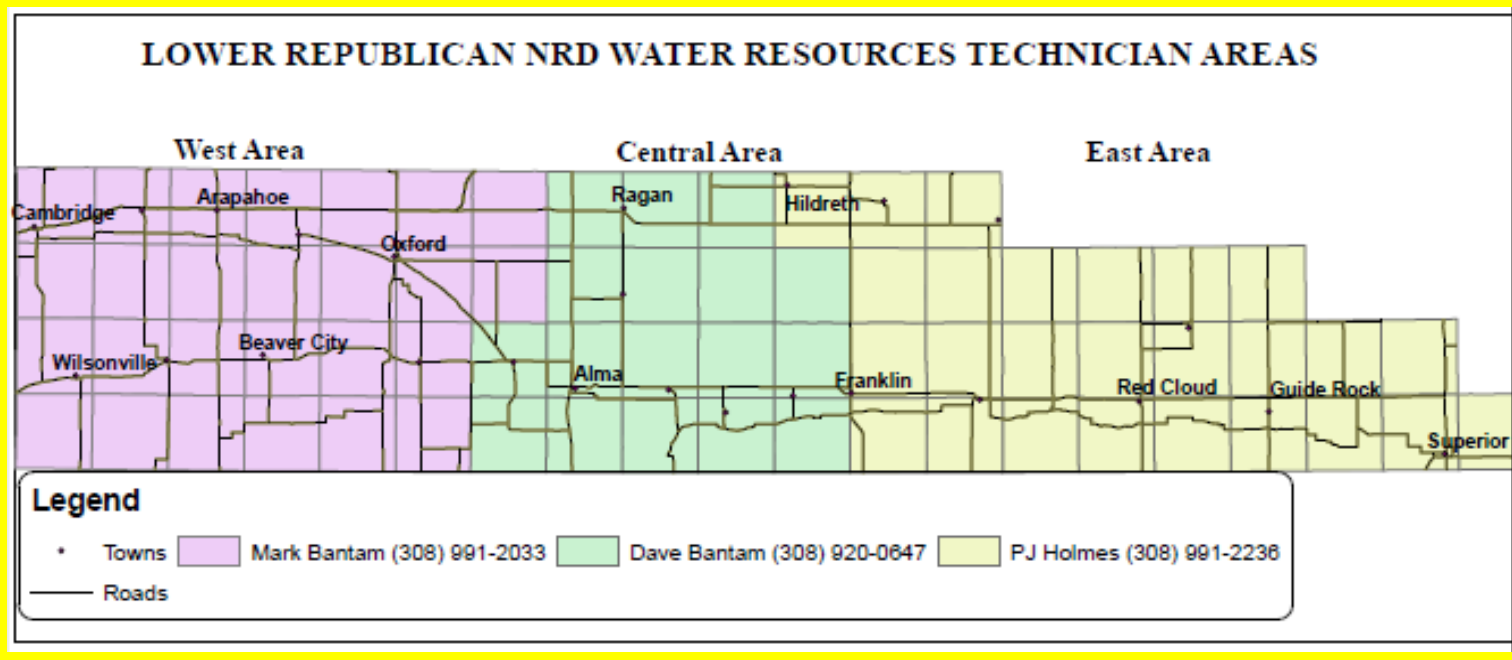 LOWER REPUBLICAN NRD WATER RESOURCES TECHNICIAN AREAS
West Area
Central Area
East Area
Arapahoe
Ragan
Hildreth
Cambridge
Oxford
Beaver City
Wilsonville
Alma
Franklin
Red Cloud
Guide Rock
Superior
Legend
Towns Mark Bantam (308) 991-2033 Dave Bantam (308) 920-0647 PJ Holmes (308) 991-2236
Roads